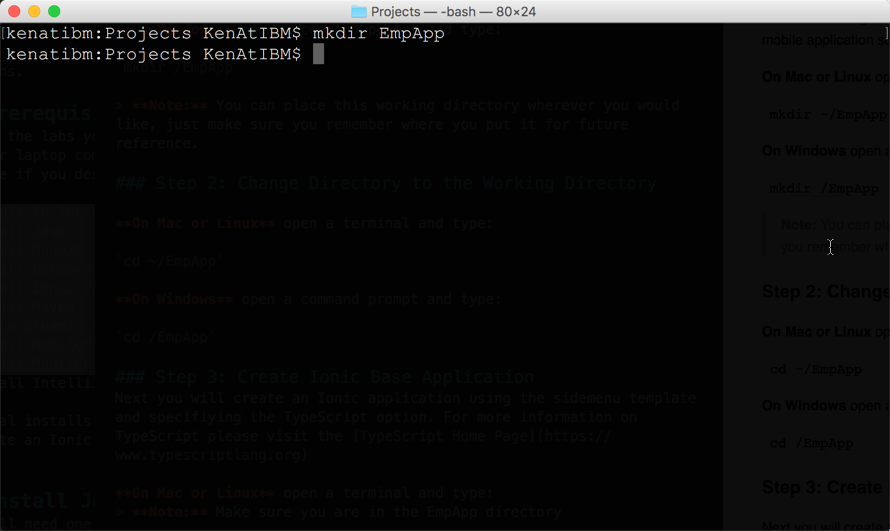 Projects — -bash — 80×24
[kenatibm:Projects KenAtIBM$ mkdir EmpApp ]
kenatibm:Projects KenAtIBM$
mkdir /EmpApp
> **Note:** You can place this working directory wherever you would
like, just make sure you remember where you put it for future
reference.
### Step 2: Change Directory to the Working Directory
**On Mac or Linux** open a terminal and type:
`cd ~/EmpApp`
**On Windows** open a command prompt and type:
`cd /EmpApp`
### Step 3: Create Ionic Base Application
Next you will create an Ionic application using the sidemenu template
and specifiying the TypeScript option. For more information on
TypeScript please visit the [TypeScript Home Page](https://
www.typescriptlang.org)
**On Mac or Linux** open a terminal and type:
> **Note:** Make sure you are in the EmpApp directory
mobile application
On Mac or Linux
mkdir ~/EmpApp
On Windows open
mkdir /EmpApp
Note: You can
you remember
Step 2: Change
On Mac or Linux
cd ~/EmpApp
On Windows open
cd /EmpApp
Step 3: Create
Next you will create
the labs
laptop
if you
al installs
te an Ionic
nstall
ll need one